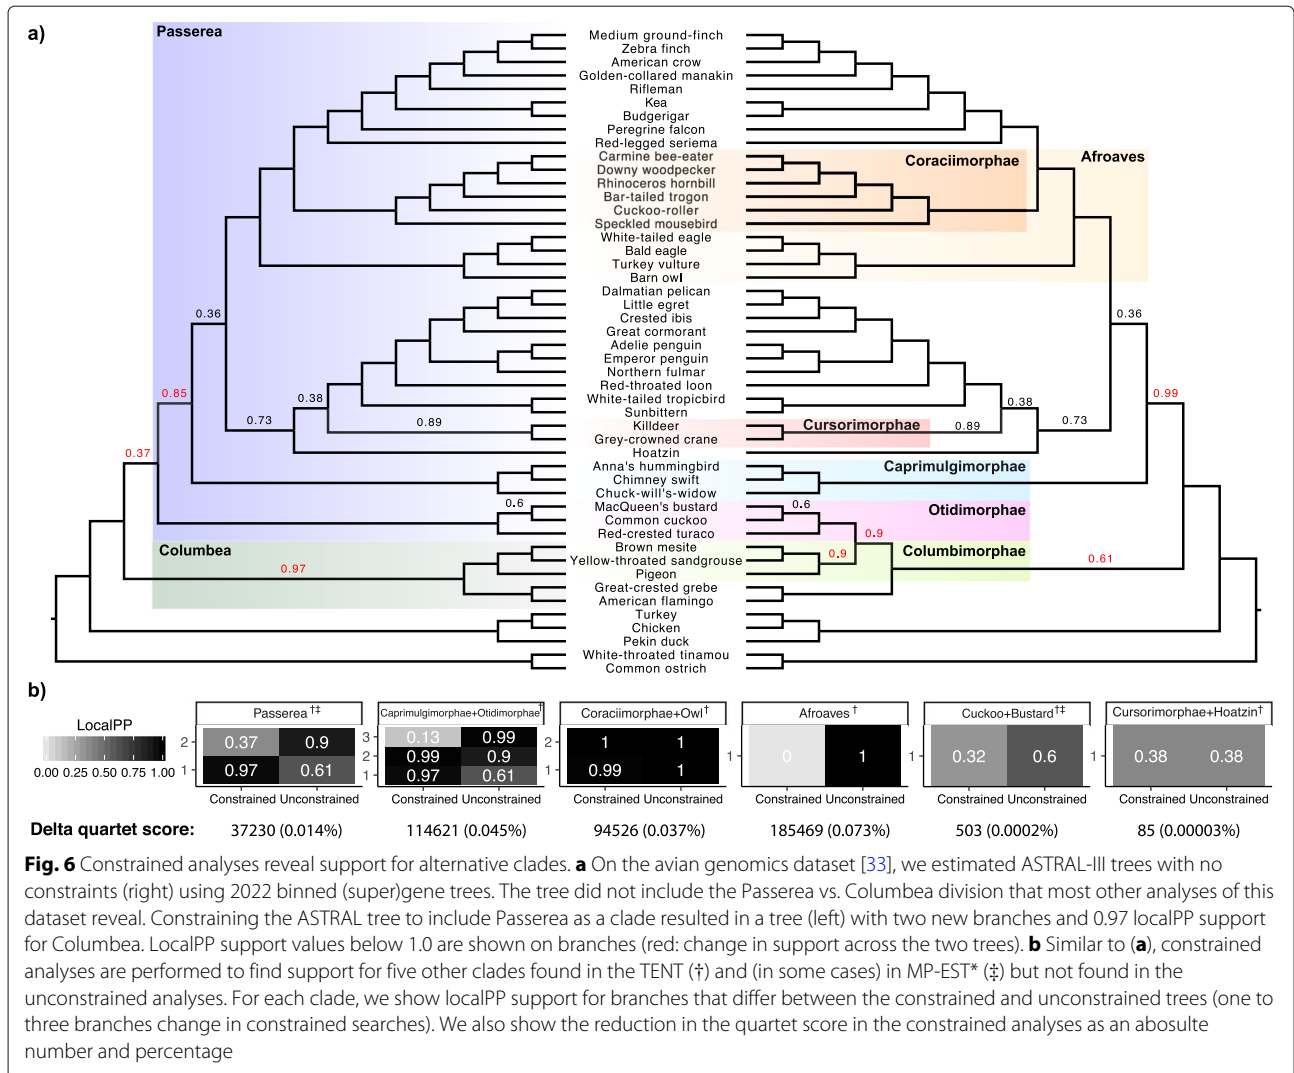 a)
Passerea
Medium ground-finch
Zebra finch
American crow
Golden-collared manakin
Rifleman
Kea
Budgerigar
Peregrine falcon
Red-legged seriema
Carmine bee-eater
Coraciimorphae
Afroaves
Downy woodpecker
Rhinoceros hornbill
Bar-tailed trogon
Cuckoo-roller
Speckled mousebird
White-tailed eagle
Bald eagle
Turkey vulture
Barn owl
Dalmatian pelican
Little egret
0.36
Crested ibis
0.36
Great cormorant
Adelie penguin
Emperor penguin
Northern fulmar
Red-throated loon
0.85
White-tailed tropicbird
0.99
0.38
Sunbittern
0.38
0.73
0.89
Killdeer
Cursorimorphae
0.89
0.73
Grey-crowned crane
0.37
Hoatzin
Anna's hummingbird
Caprimulgimorphae
Chimney swift
Chuck-will's-widow
0.6
MacQueen's bustard
0.6
Otidimorphae
Common cuckoo
Red-crested turaco
0.9
Columbea
Brown mesite
0.9
Columbimorphae
0.97
Yellow-throated sandgrouse
0.61
Pigeon
Great-crested grebe
American flamingo
Turkey
Chicken
Pekin duck
White-throated tinamou
Common ostrich
b)
LocalPP
0.00 0.25 0.50 0.75 1.00
Passerea†‡
2 0.37 0.9
1 0.97 0.61
Constrained Unconstrained
Caprimulgimorphae+Otidimorphae†
3 0.13 0.99
2 0.99 0.9
1 0.97 0.61
Constrained Unconstrained
Coraciimorphae+Owl†
2 1 1
1 0.99 1
Constrained Unconstrained
Afroaves†
1 0 1
Constrained Unconstrained
Cuckoo+Bustard†‡
1 0.32 0.6
Constrained Unconstrained
Cursorimorphae+Hoatzin†
1 0.38 0.38
Constrained Unconstrained
Delta quartet score: 37230 (0.014%) 114621 (0.045%) 94526 (0.037%) 185469 (0.073%) 503 (0.0002%) 85 (0.00003%)
Fig. 6 Constrained analyses reveal support for alternative clades. a On the avian genomics dataset [33], we estimated ASTRAL-III trees with no
constraints (right) using 2022 binned (super)gene trees. The tree did not include the Passerea vs. Columbea division that most other analyses of this
dataset reveal. Constraining the ASTRAL tree to include Passerea as a clade resulted in a tree (left) with two new branches and 0.97 localPP support
for Columbea. LocalPP support values below 1.0 are shown on branches (red: change in support across the two trees). b Similar to (a), constrained
analyses are performed to find support for five other clades found in the TENT (†) and (in some cases) in MP-EST* (‡) but not found in the
unconstrained analyses. For each clade, we show localPP support for branches that differ between the constrained and unconstrained trees (one to
three branches change in constrained searches). We also show the reduction in the quartet score in the constrained analyses as an abosulte
number and percentage